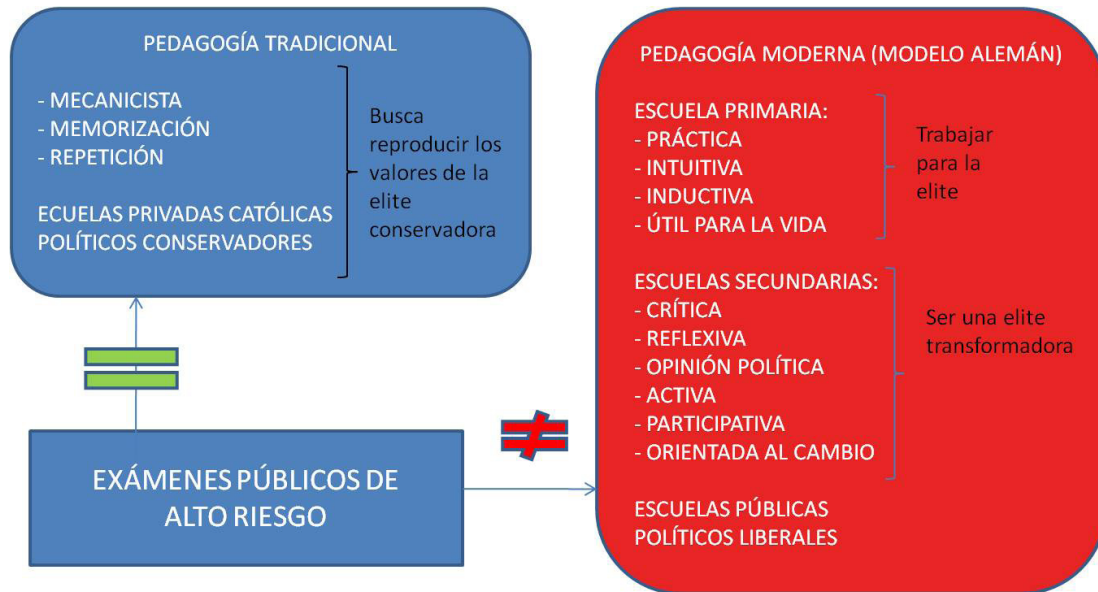 PEDAGOGÍA TRADICIONAL
- MECANICISTA
- MEMORIZACIÓN
- REPETICIÓN
ECUELAS PRIVADAS CATÓLICAS
POLÍTICOS CONSERVADORES
Busca
reproducir los
valores de la
elite
conservadora
EXÁMENES PÚBLICOS DE
ALTO RIESGO
PEDAGOGÍA MODERNA (MODELO ALEMÁN)
ESCUELA PRIMARIA:
- PRÁCTICA
- INTUITIVA
- INDUCTIVA
- ÚTIL PARA LA VIDA
Trabajar
para la
elite
ESCUELAS SECUNDARIAS:
- CRÍTICA
- REFLEXIVA
- OPINIÓN POLÍTICA
- ACTIVA
- PARTICIPATIVA
- ORIENTADA AL CAMBIO
Ser una elite
transformadora
ESCUELAS PÚBLICAS
POLÍTICOS LIBERALES